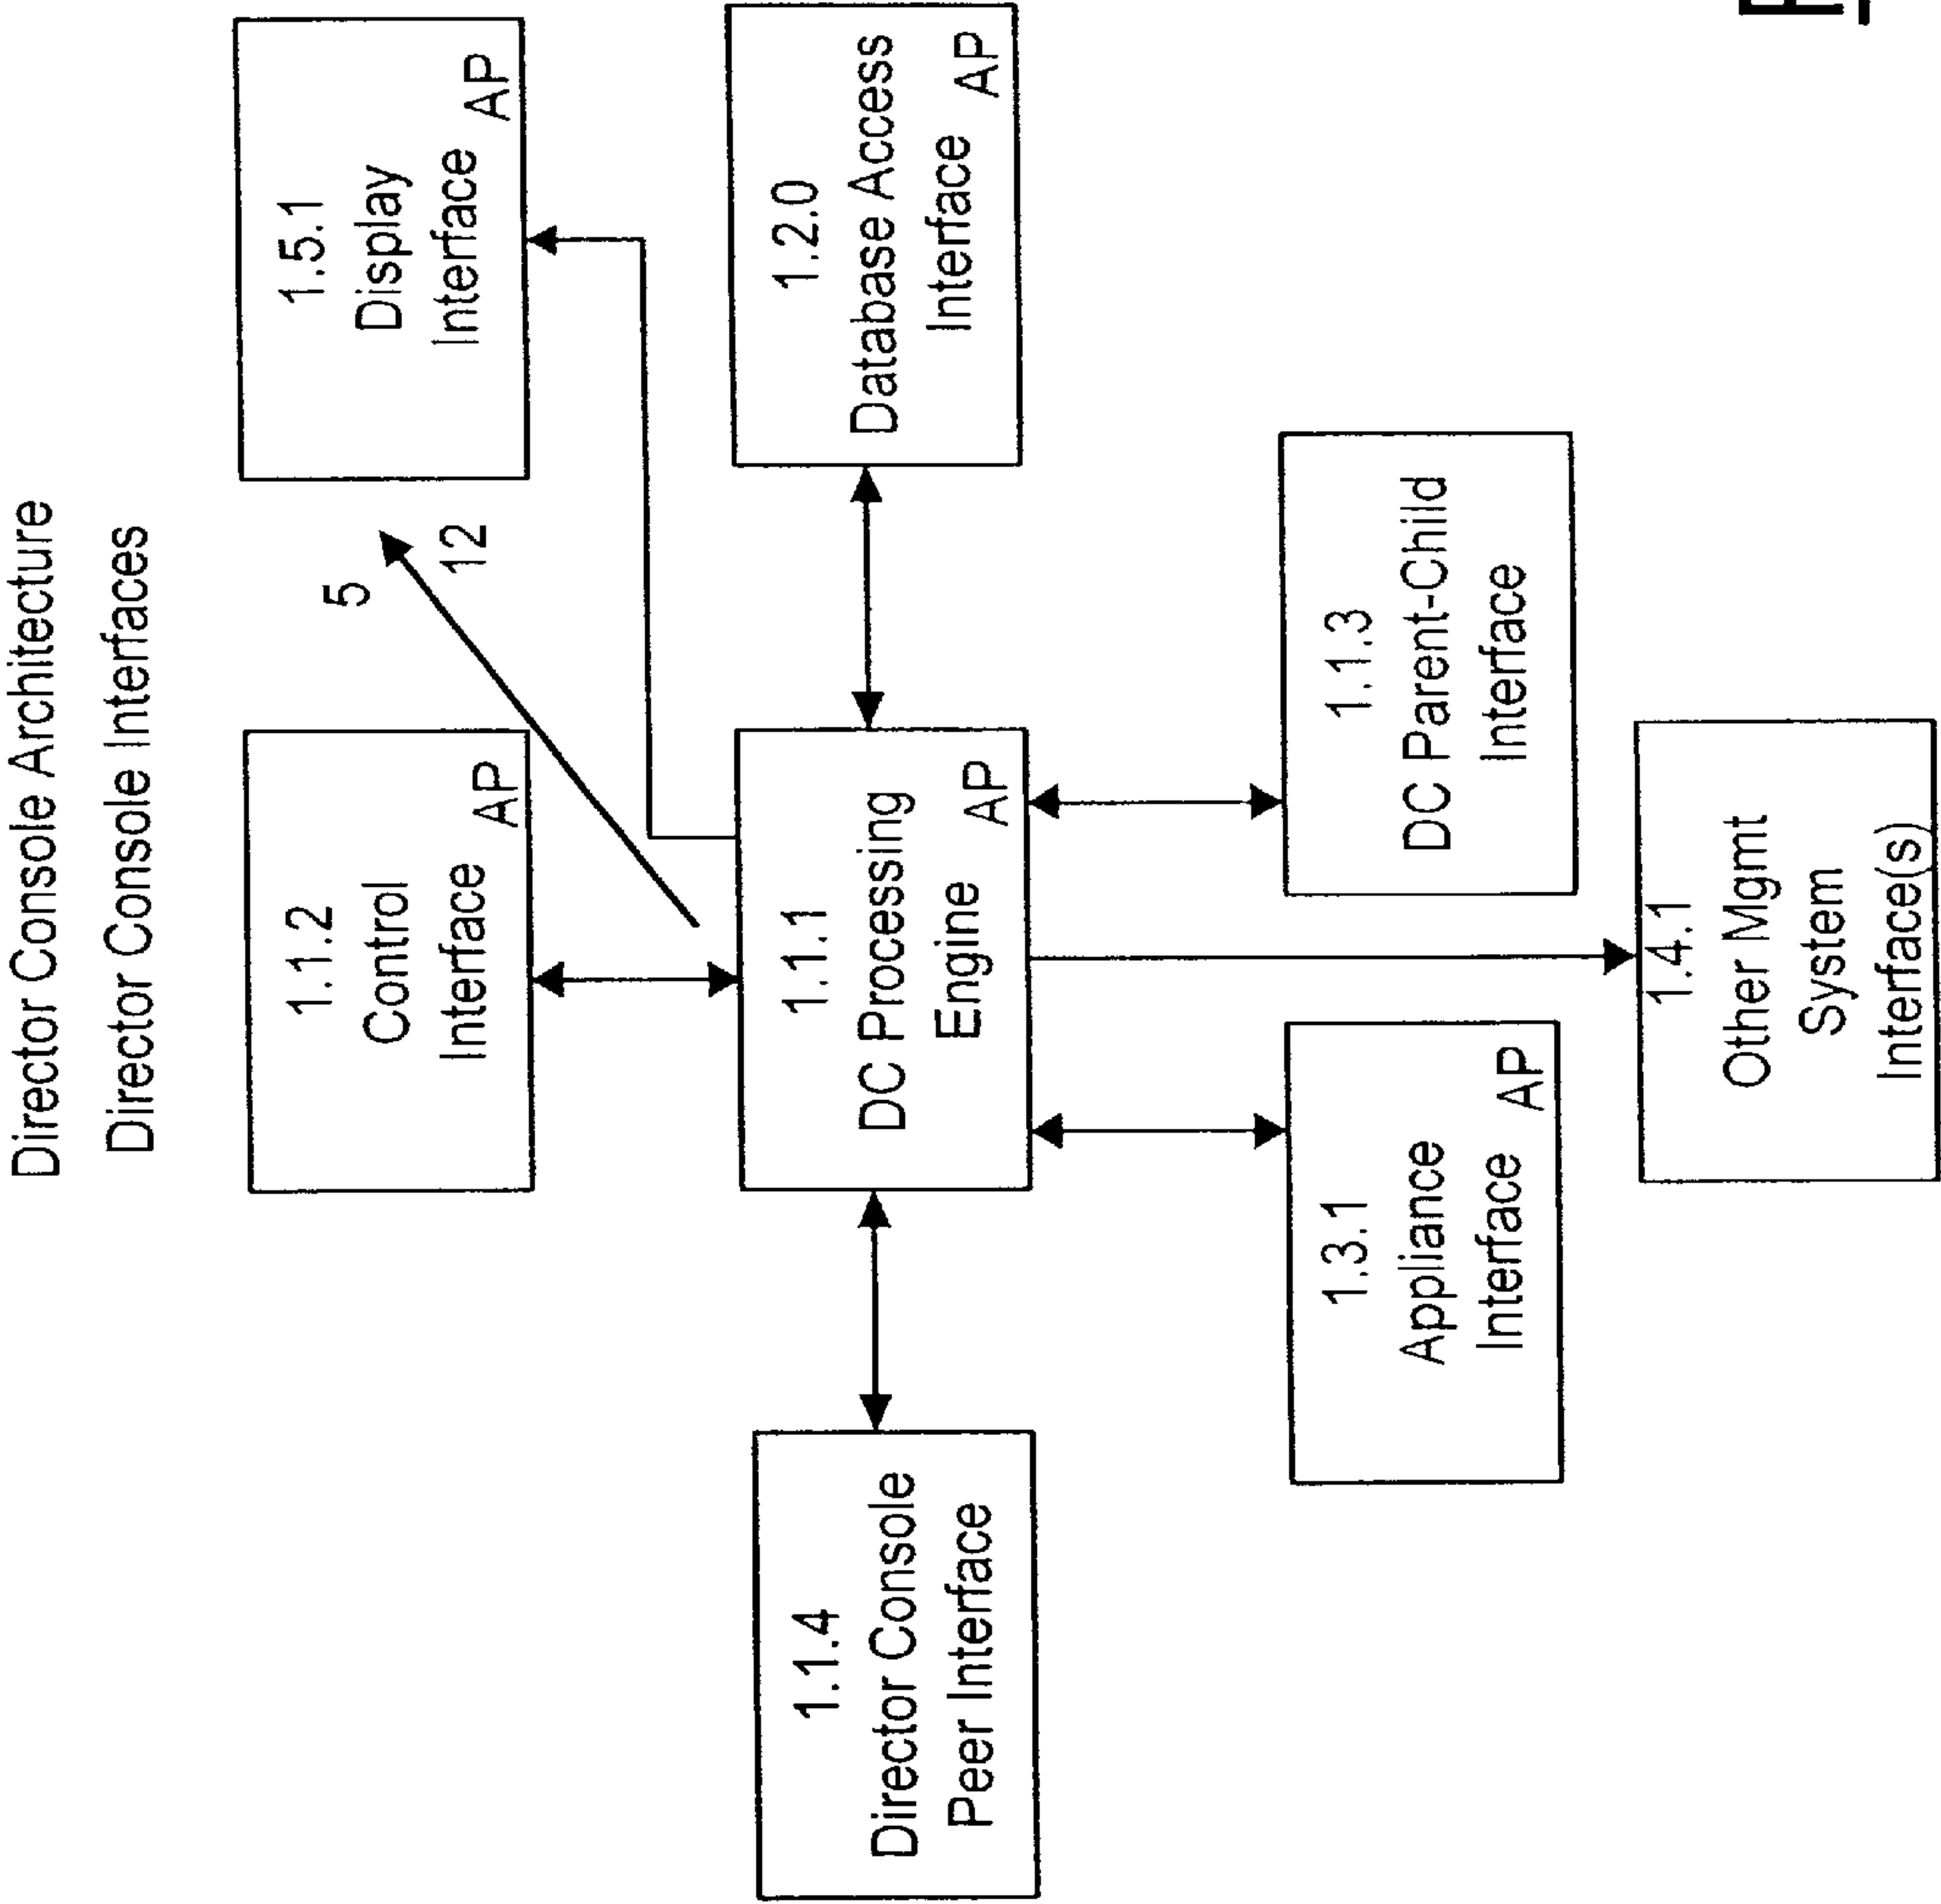 Director Console Architecture
Director Console Interfaces
1.1.2
Control
Interface
AP
5
12
1.5.1
Display
Interface
AP
1.1.4
Director Console
Peer Interface
1.1.1
DC Processing
Engine
AP
1.2.0
Database Access
Interface
AP
1.3.1
Appliance
Interface
AP
1.1.3
DC Parent-Child
Interface
1.4.1
Other Mgmt
System
Interface(s)